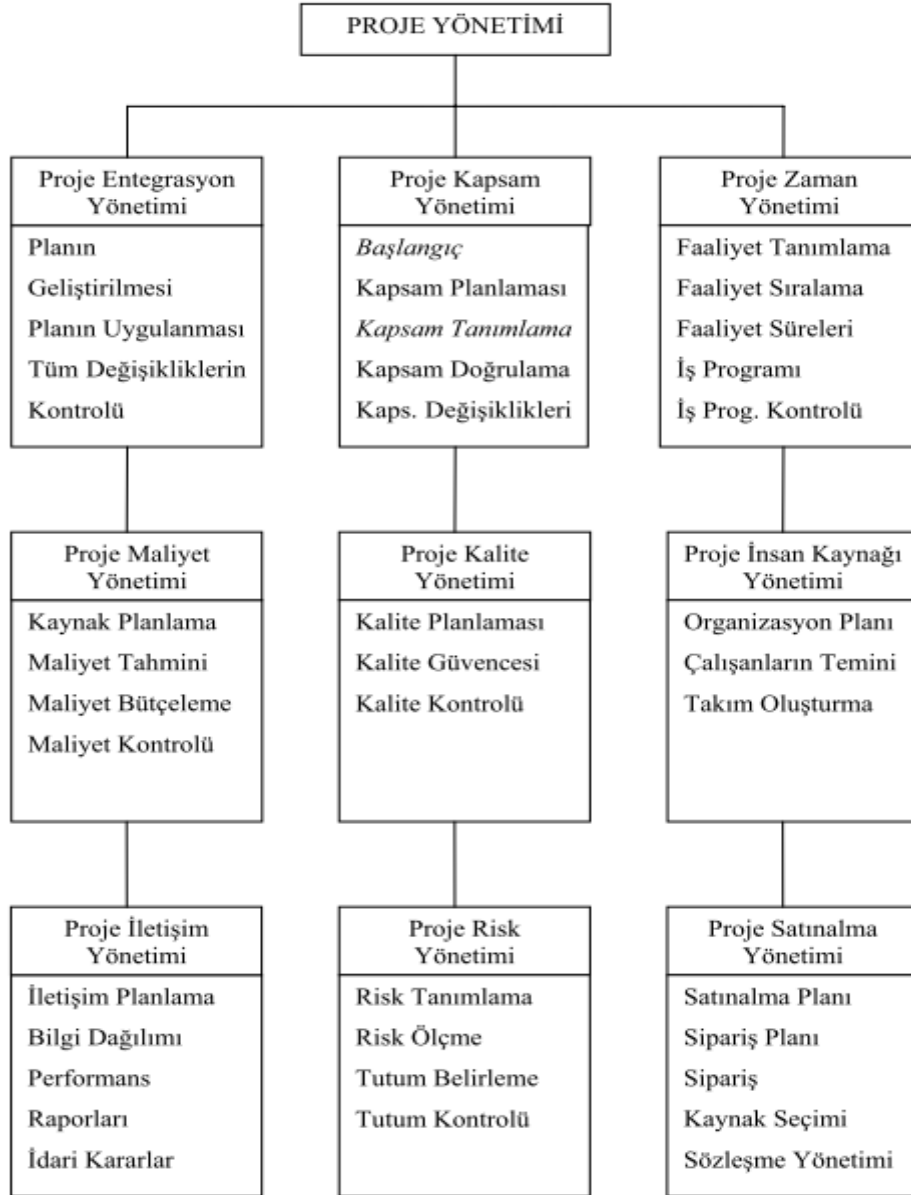 PROJE YÖNETİMİ
Proje Entegrasyon
Yönetimi
Planın
Geliştirilmesi
Planın Uygulanması
Tüm Değişikliklerin
Kontrolü
Proje Kapsam
Yönetimi
Başlangıç
Kapsam Planlaması
Kapsam Tanımlama
Kapsam Doğrulama
Kaps. Değişiklikleri
Proje Zaman
Yönetimi
Faaliyet Tanımlama
Faaliyet Sıralama
Faaliyet Süreleri
İş Programı
İş Prog. Kontrolü
Proje Maliyet
Yönetimi
Kaynak Planlama
Maliyet Tahmini
Maliyet Bütçeleme
Maliyet Kontrolü
Proje Kalite
Yönetimi
Kalite Planlaması
Kalite Güvencesi
Kalite Kontrolü
Proje İnsan Kaynağı
Yönetimi
Organizasyon Planı
Çalışanların Temini
Takım Oluşturma
Proje İletişim
Yönetimi
İletişim Planlama
Bilgi Dağılımı
Performans
Raporları
İdari Kararlar
Proje Risk
Yönetimi
Risk Tanımlama
Risk Ölçme
Tutum Belirleme
Tutum Kontrolü
Proje Satınalma
Yönetimi
Satınalma Planı
Sipariş Planı
Sipariş
Kaynak Seçimi
Sözleşme Yönetimi